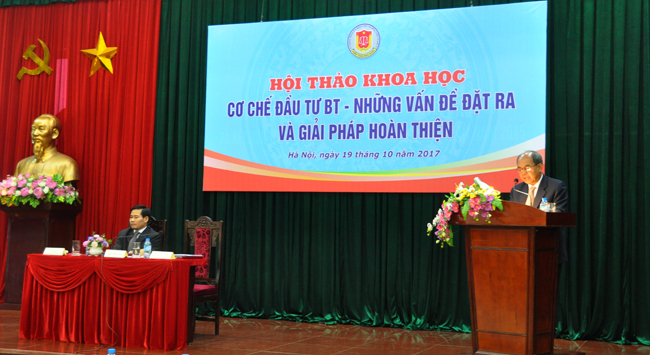 HỘI THẢO KHOA HỌC
CƠ CHẾ ĐẦU TƯ BT - NHỮNG VẤN ĐỀ ĐẶT RA
VÀ GIẢI PHÁP HOÀN THIỆN
Hà Nội, ngày 19 tháng 10 năm 2017